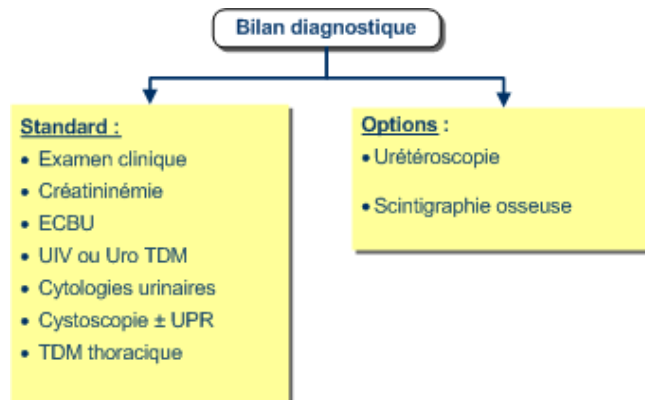 Bilan diagnostique
Standard :
• Examen clinique
• Créatininémie
• ECBU
• UIV ou Uro TDM
• Cytologies urinaires
• Cystoscopie ± UPR
• TDM thoracique
Options :
• Urétéroscopie
• Scintigraphie osseuse